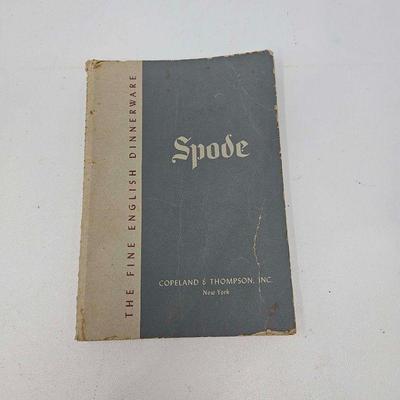 THE FINE ENGLISH DINNERWARE
Spode
COPELAND & THOMPSON, INC.
New York